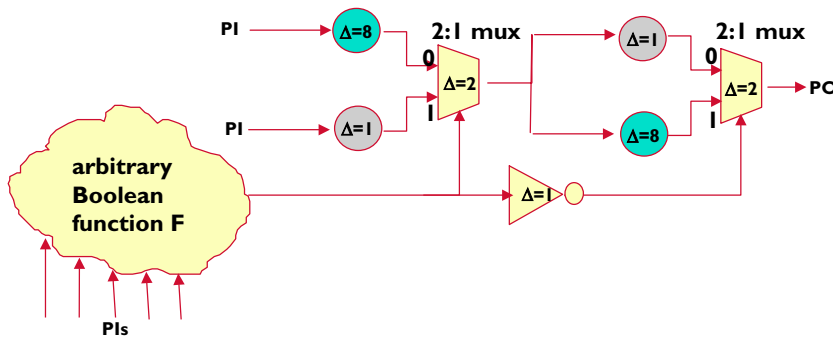 PI
Δ=8
2:1 mux
0
Δ=2
1
PI
Δ=1
Δ=1
2:1 mux
0
Δ=2
1
PO
Δ=8
arbitrary
Boolean
function F
Δ=1
PIs